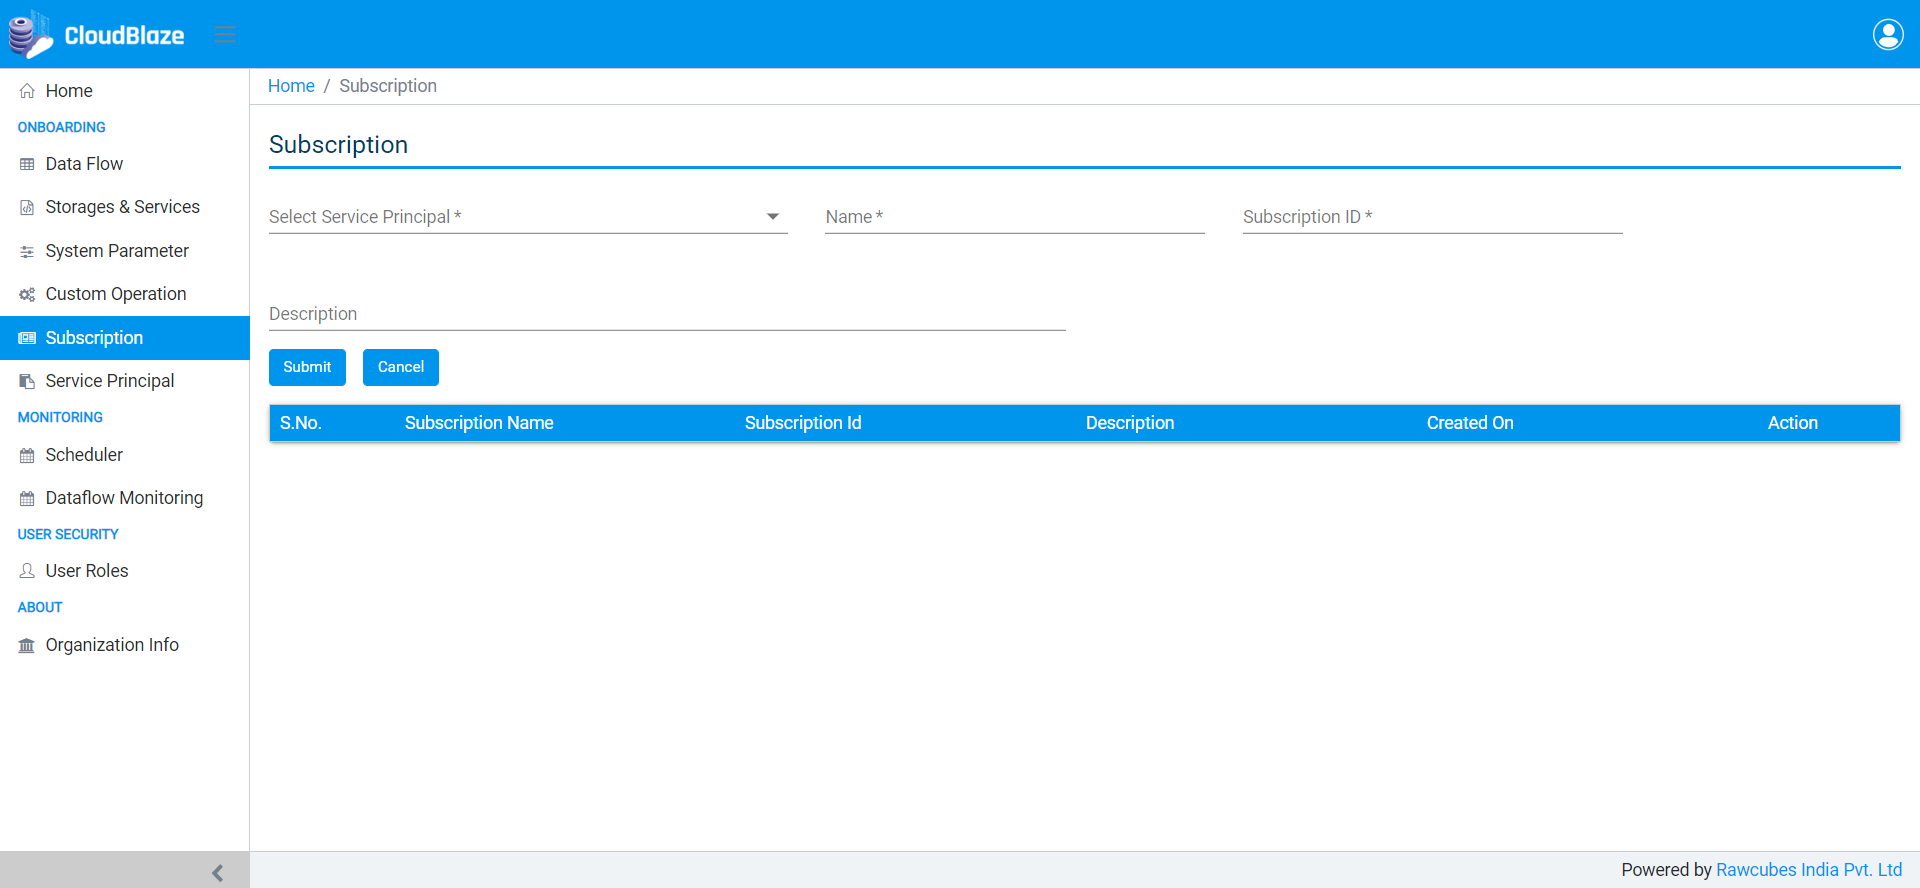 CloudBlaze
Home
ONBOARDING
Data Flow
Storages & Services
System Parameter
Custom Operation
Subscription
Service Principal
MONITORING
Scheduler
Dataflow Monitoring
USER SECURITY
User Roles
ABOUT
Organization Info
Home / Subscription
Subscription
Select Service Principal * Name * Subscription ID *
Description
Submit Cancel
S.No. Subscription Name Subscription Id Description Created On Action
Powered by Rawcubes India Pvt. Ltd